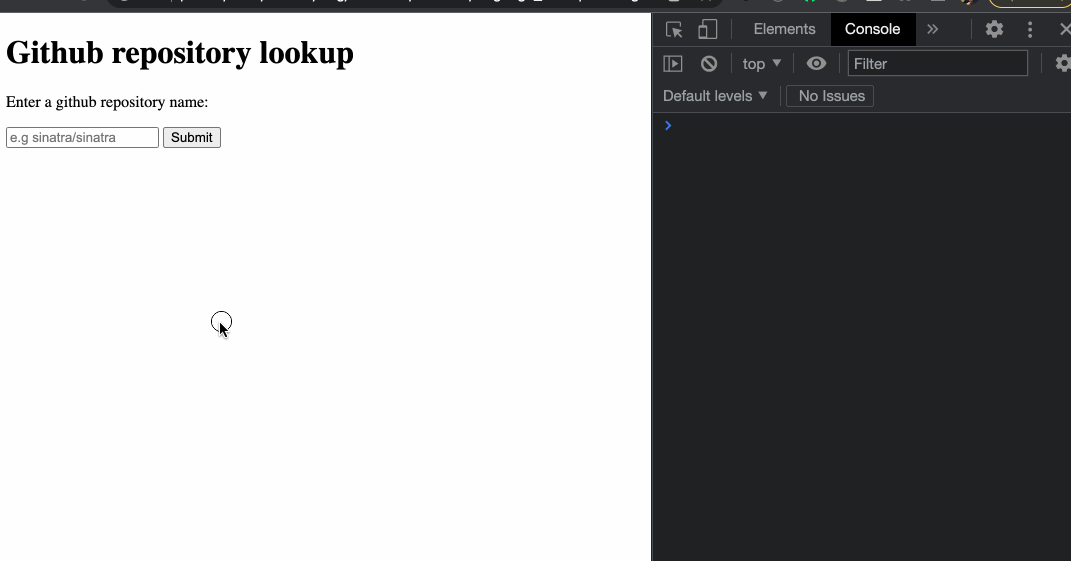 Github repository lookup
Enter a github repository name:
e.g sinatra/sinatra Submit
Elements Console »
top ▼ Filter
Default levels ▼ No Issues